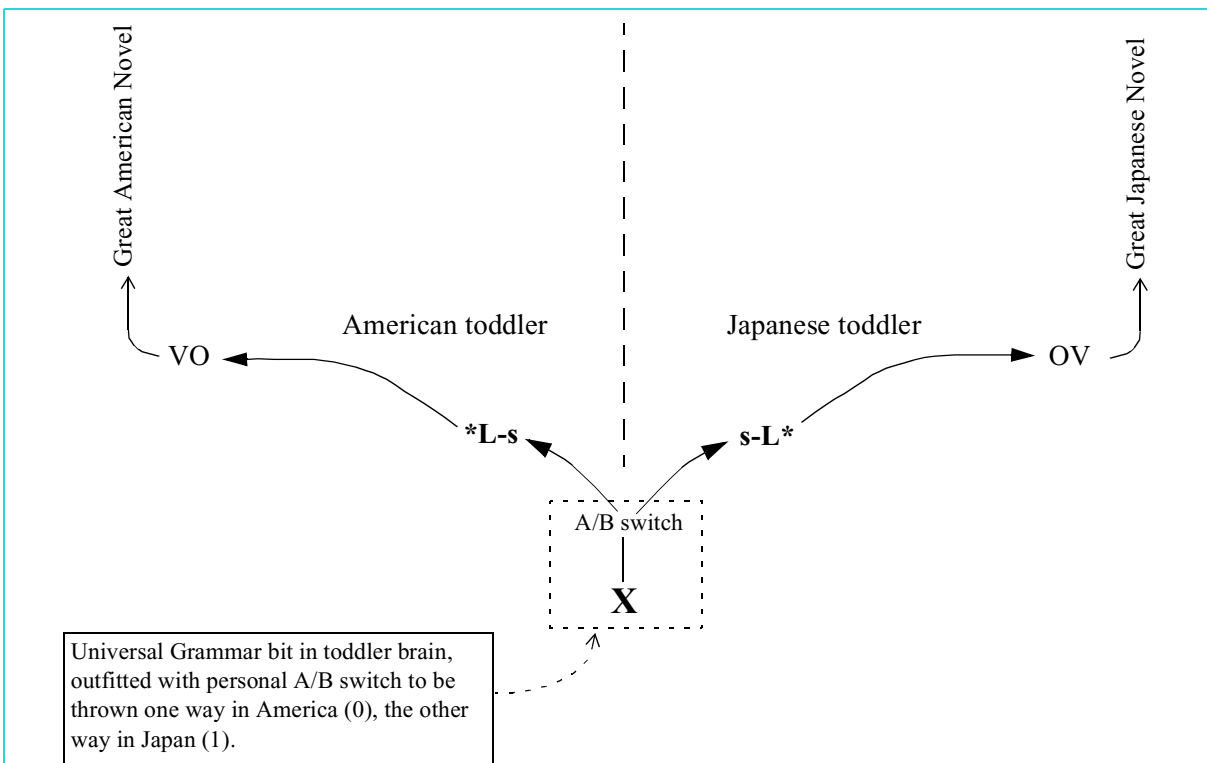 Great American Novel
Great Japanese Novel
American toddler
Japanese toddler
VO
OV
*L-s
s-L*
A/B switch
X
Universal Grammar bit in toddler brain,
outfitted with personal A/B switch to be
thrown one way in America (0), the other
way in Japan (1).